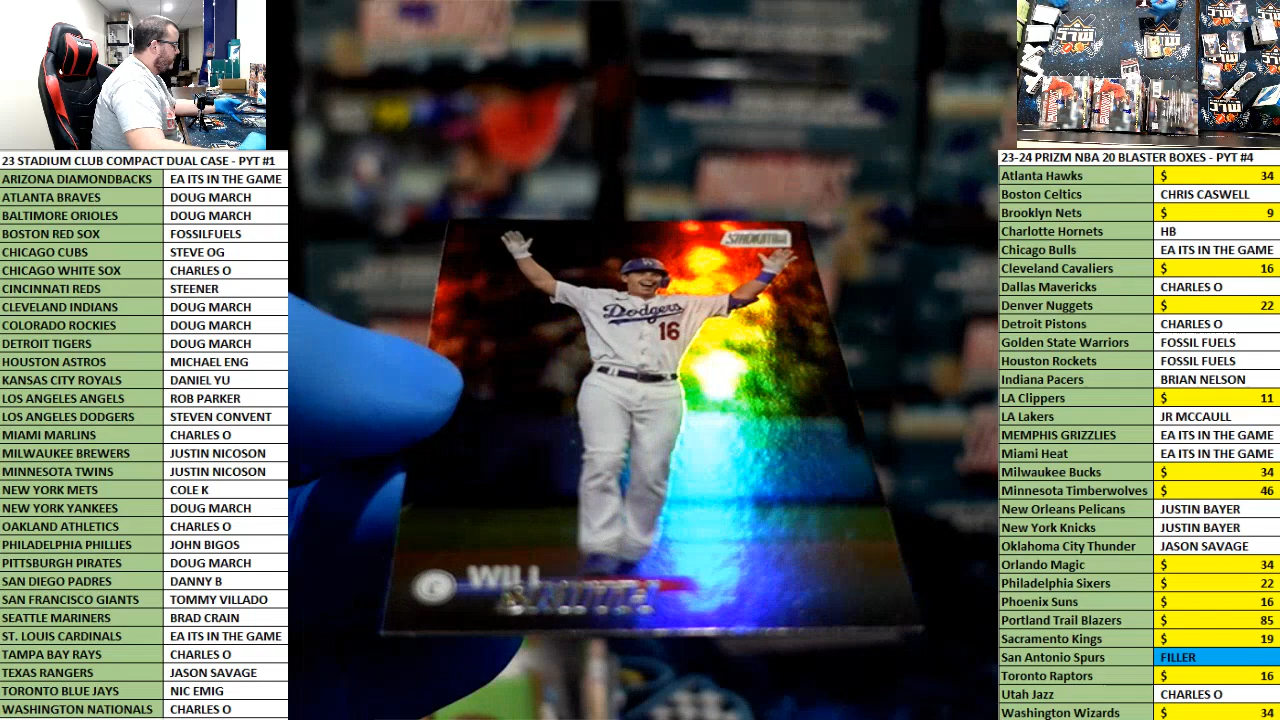 23 STADIUM CLUB COMPACT DUAL CASE - PYT #1
ARIZONA DIAMONDBACKS EA ITS IN THE GAME
ATLANTA BRAVES DOUG MARCH
BALTIMORE ORIOLES DOUG MARCH
BOSTON RED SOX FOSSILFUELS
CHICAGO CUBS STEVE OG
CHICAGO WHITE SOX CHARLES O
CINCINNATI REDS STEENER
CLEVELAND INDIANS DOUG MARCH
COLORADO ROCKIES DOUG MARCH
DETROIT TIGERS DOUG MARCH
HOUSTON ASTROS MICHAEL ENG
KANSAS CITY ROYALS DANIEL YU
LOS ANGELES ANGELS ROB PARKER
LOS ANGELES DODGERS STEVEN CONVENT
MIAMI MARLINS CHARLES O
MILWAUKEE BREWERS JUSTIN NICOSON
MINNESOTA TWINS JUSTIN NICOSON
NEW YORK METS COLE K
NEW YORK YANKEES DOUG MARCH
OAKLAND ATHLETICS CHARLES O
PHILADELPHIA PHILLIES JOHN BIGOS
PITTSBURGH PIRATES DOUG MARCH
SAN DIEGO PADRES DANNY B
SAN FRANCISCO GIANTS TOMMY VILLADO
SEATTLE MARINERS BRAD CRAIN
ST. LOUIS CARDINALS EA ITS IN THE GAME
TAMPA BAY RAYS CHARLES O
TEXAS RANGERS JASON SAVAGE
TORONTO BLUE JAYS NIC EMIG
WASHINGTON NATIONALS CHARLES O
Dodgers
16
C
WILL
23-24 PRIZM NBA 20 BLASTER BOXES - PYT #4
Atlanta Hawks $ 34
Boston Celtics CHRIS CASWELL
Brooklyn Nets $ 9
Charlotte Hornets HB
Chicago Bulls EA ITS IN THE GAME
Cleveland Cavaliers $ 16
Dallas Mavericks CHARLES O
Denver Nuggets $ 22
Detroit Pistons CHARLES O
Golden State Warriors FOSSIL FUELS
Houston Rockets FOSSIL FUELS
Indiana Pacers BRIAN NELSON
LA Clippers $ 11
LA Lakers JR MCCAULL
MEMPHIS GRIZZLIES EA ITS IN THE GAME
Miami Heat EA ITS IN THE GAME
Milwaukee Bucks $ 34
Minnesota Timberwolves $ 46
New Orleans Pelicans JUSTIN BAYER
New York Knicks JUSTIN BAYER
Oklahoma City Thunder JASON SAVAGE
Orlando Magic $ 34
Philadelphia Sixers $ 22
Phoenix Suns $ 16
Portland Trail Blazers $ 85
Sacramento Kings $ 19
San Antonio Spurs FILLER
Toronto Raptors $ 16
Utah Jazz CHARLES O
Washington Wizards $ 34